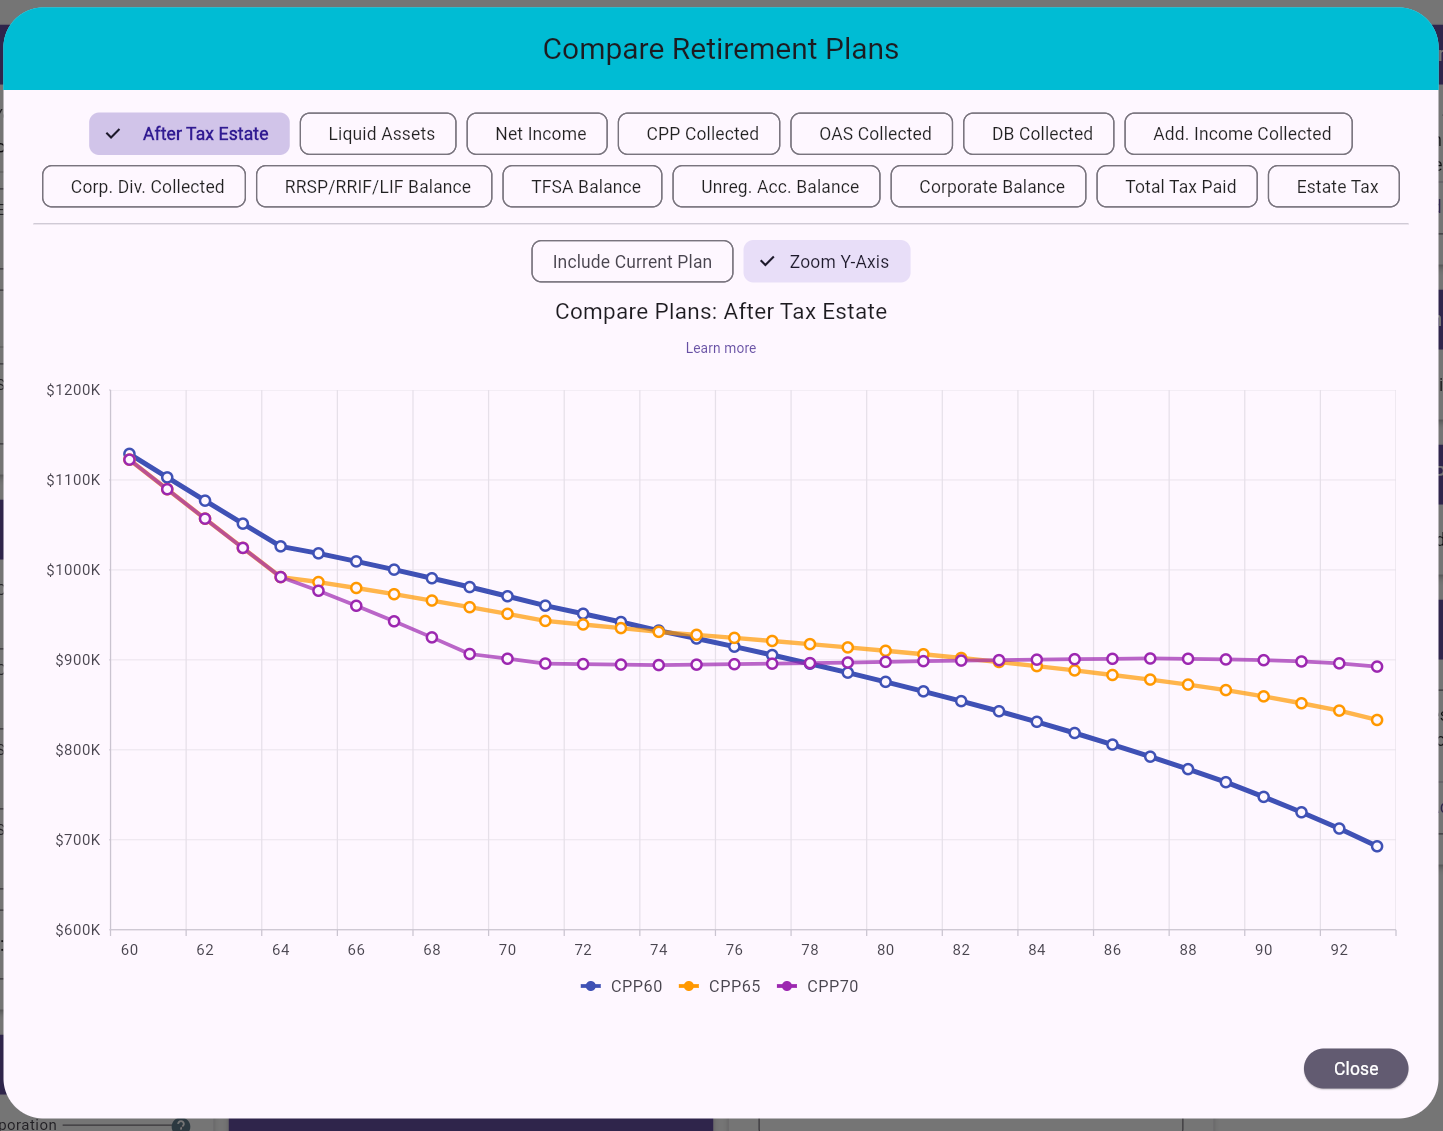 Compare Retirement Plans
After Tax Estate Liquid Assets Net Income CPP Collected OAS Collected DB Collected Add. Income Collected
Corp. Div. Collected RRSP/RRIF/LIF Balance TFSA Balance Unreg. Acc. Balance Corporate Balance Total Tax Paid Estate Tax
Include Current Plan Zoom Y-Axis
Compare Plans: After Tax Estate
Learn more
$1200K
$1100K
$1000K
$900K
$800K
$700K
$600K
60 62 64 66 68 70 72 74 76 78 80 82 84 86 88 90 92
CPP60 CPP65 CPP70
Close
poration ?